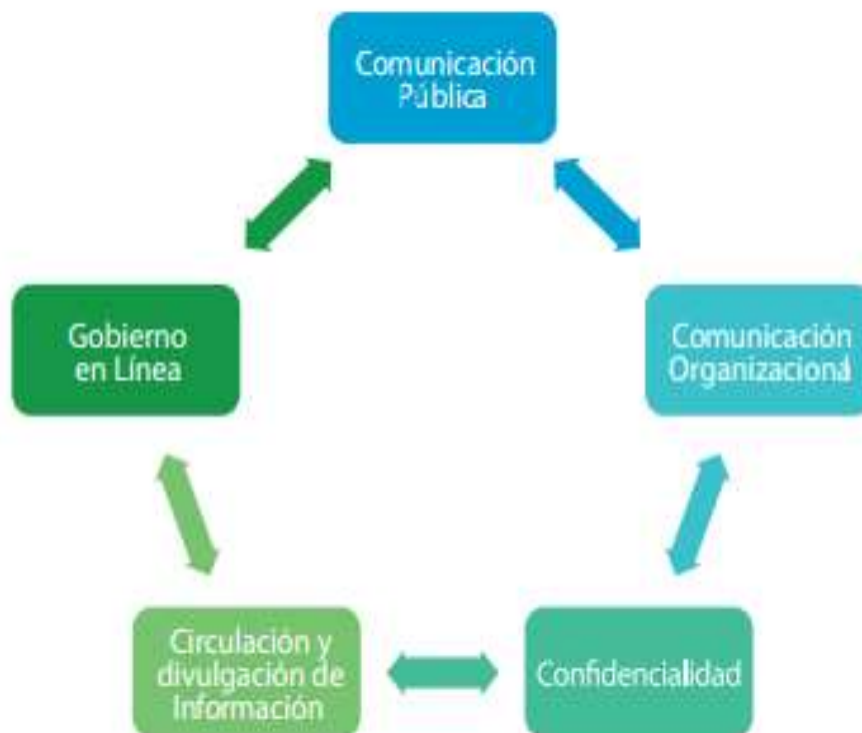 Comunicación
Pública
Gobierno
en Línea
Comunicación
Organizacional
Circulación y
divulgación de
Información
Confidencialidad